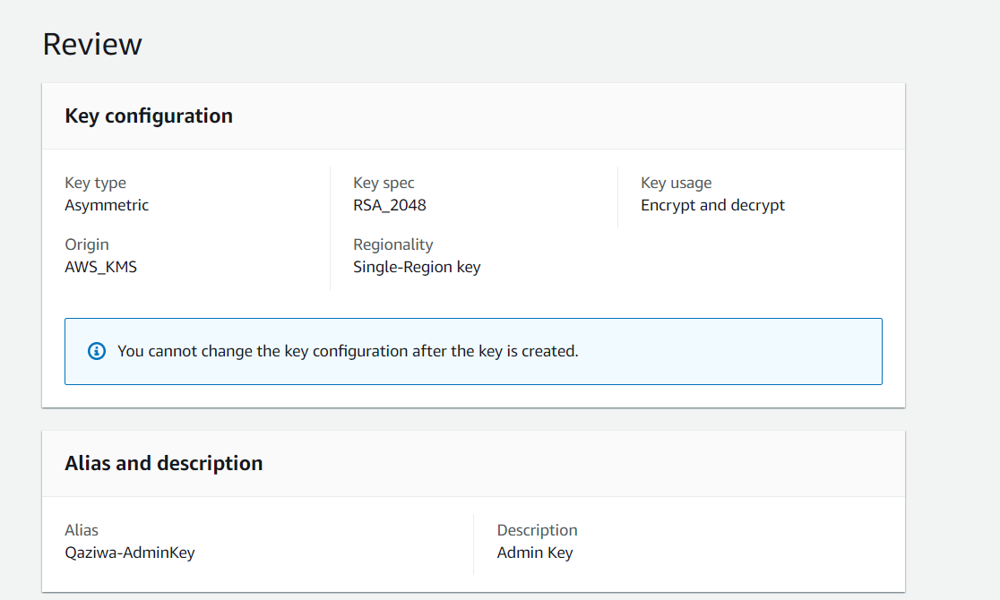 Review
Key configuration
Key type
Asymmetric
Key spec
RSA_2048
Key usage
Encrypt and decrypt
Origin
AWS_KMS
Regionality
Single-Region key
You cannot change the key configuration after the key is created.
Alias and description
Alias
Qaziwa-AdminKey
Description
Admin Key